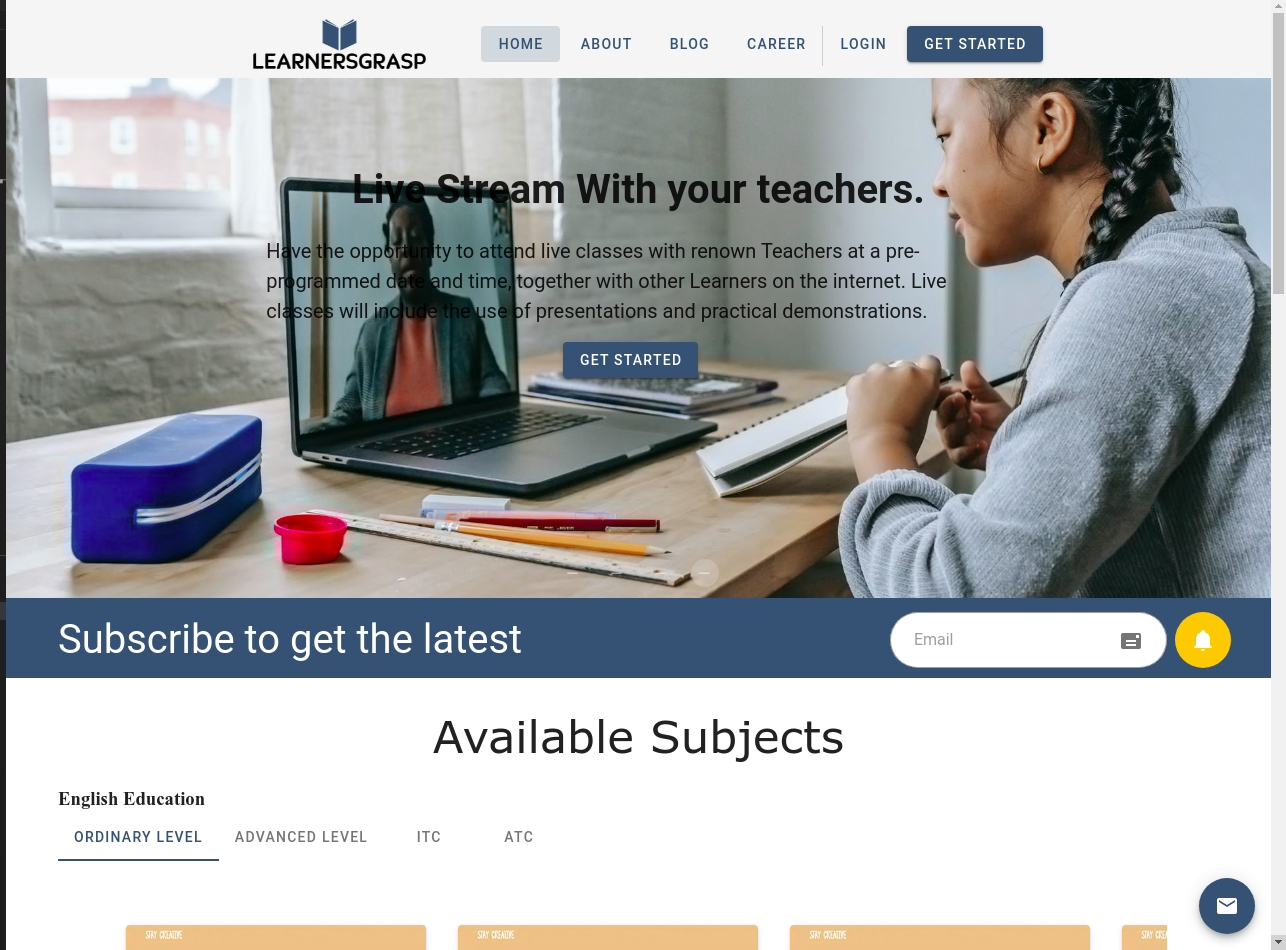 LEARNERSGRASP
HOME
ABOUT
BLOG
CAREER
LOGIN
GET STARTED
Live Stream With your teachers.
Have the opportunity to attend live classes with renown Teachers at a pre-
programmed date and time, together with other Learners on the internet. Live
classes will include the use of presentations and practical demonstrations.
GET STARTED
Subscribe to get the latest
Email
Available Subjects
English Education
ORDINARY LEVEL
ADVANCED LEVEL
ITC
ATC
STAY CREATIVE
STAY CREATIVE
STAY CREATIVE